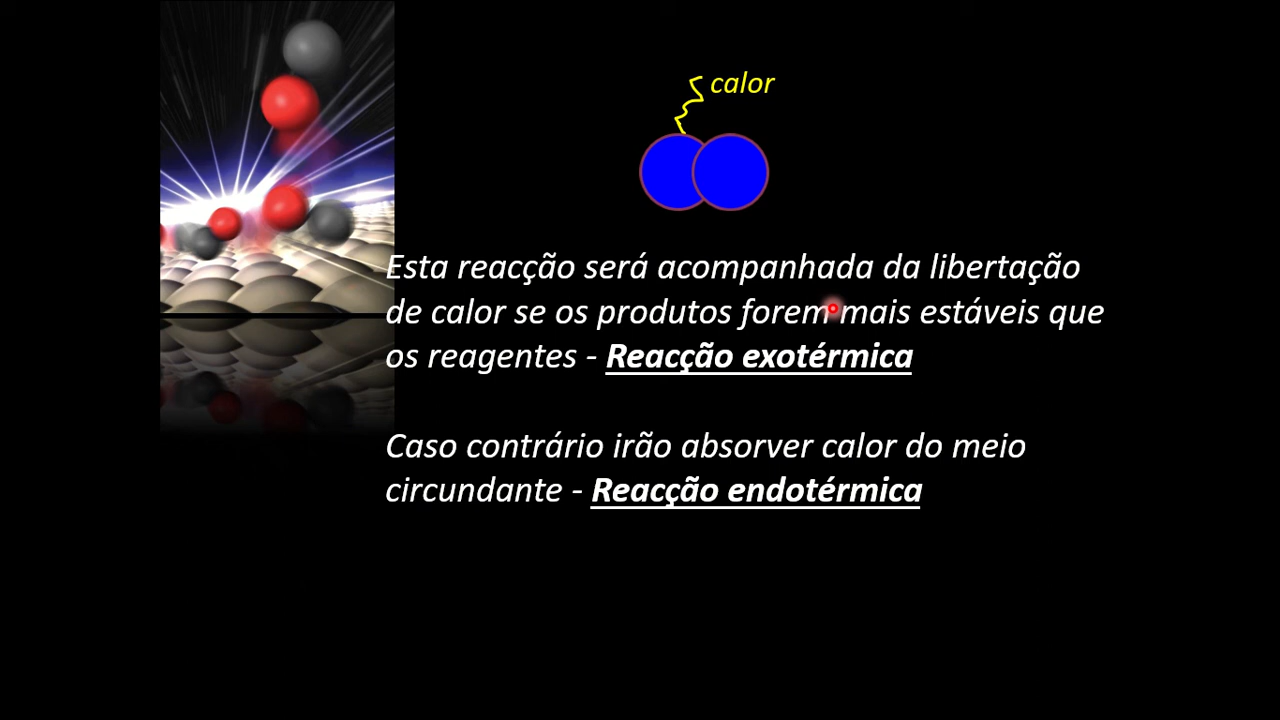 calor
Esta reacção será acompanhada da libertação
de calor se os produtos forem mais estáveis que
os reagentes - Reacção exotérmica
Caso contrário irão absorver calor do meio
circundante - Reacção endotérmica